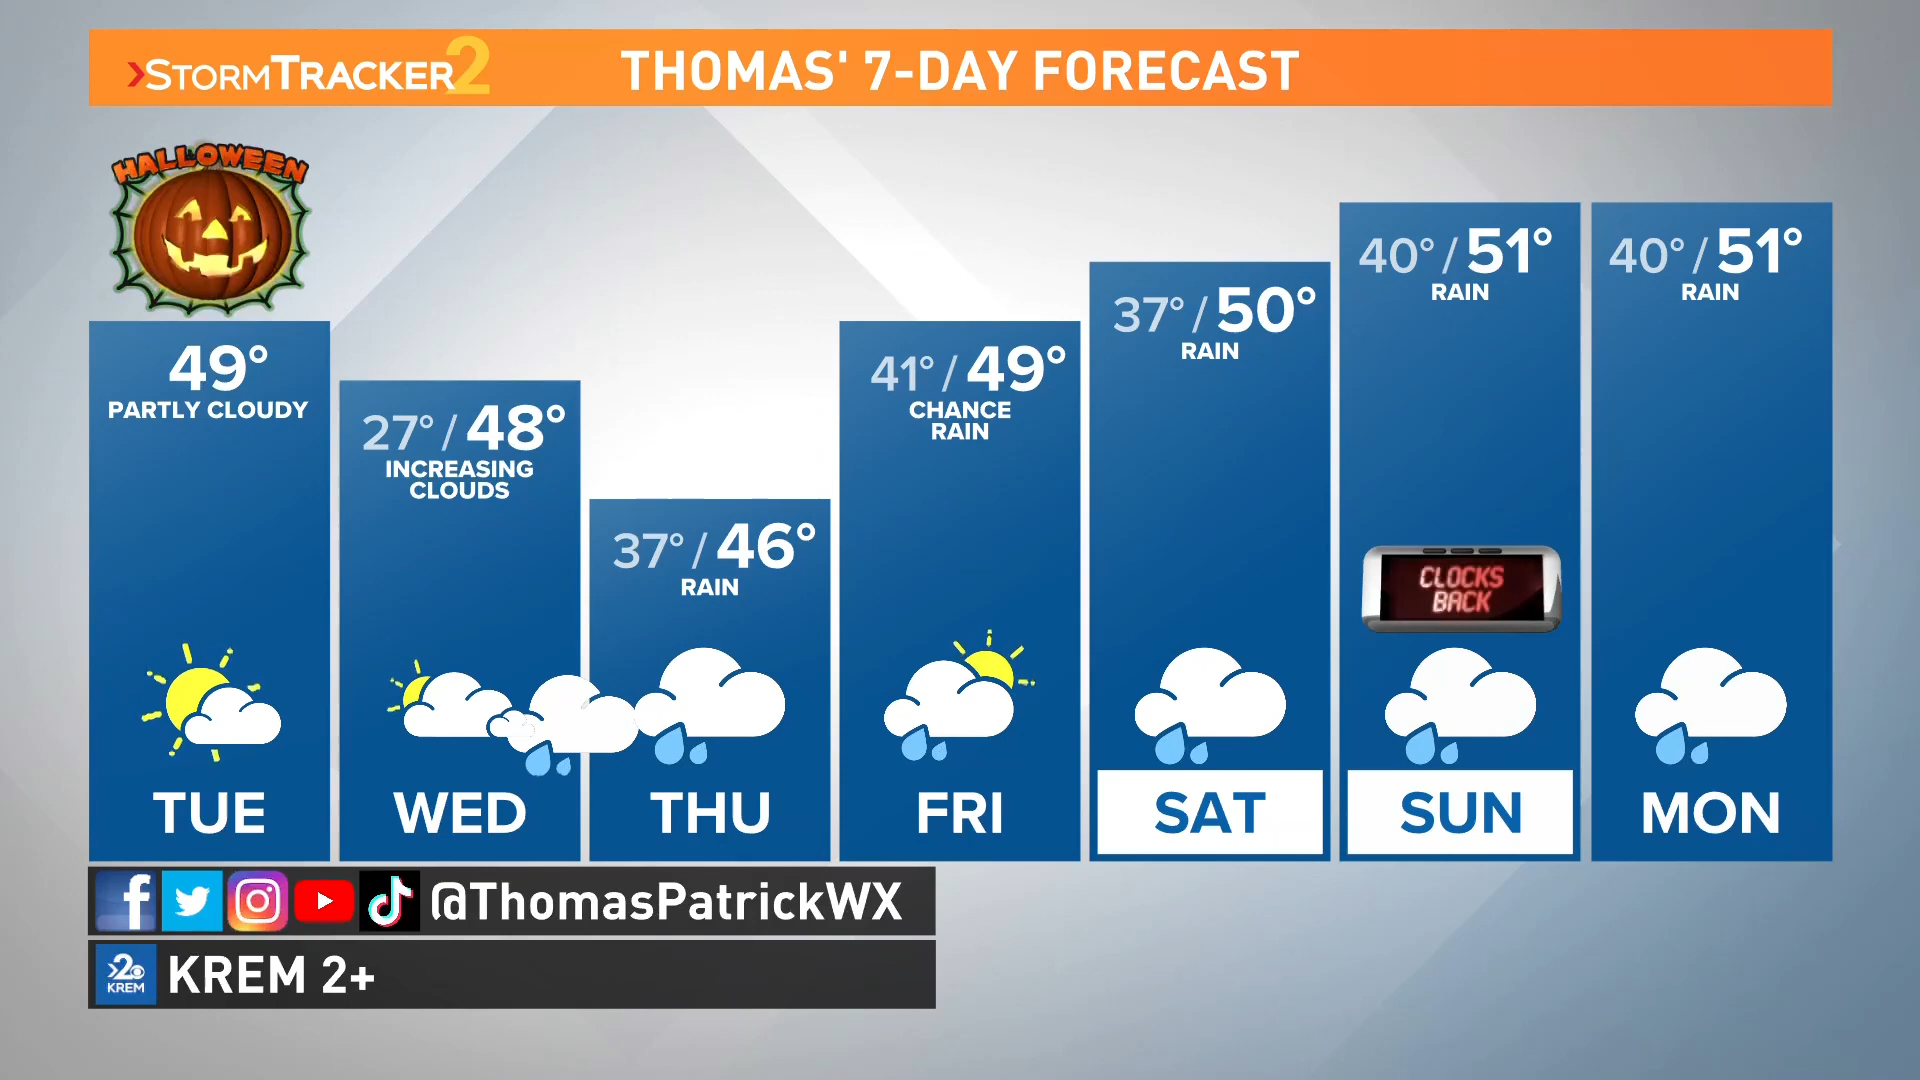 STORMTRACKER2
THOMAS' 7-DAY FORECAST
HALLOWEEN
49°
PARTLY CLOUDY
TUE
27° / 48°
INCREASING
CLOUDS
WED
37° / 46°
RAIN
THU
41° / 49°
CHANCE
RAIN
FRI
37° / 50°
RAIN
SAT
40° / 51°
RAIN
CLOCKS
BACK
SUN
40° / 51°
RAIN
MON
@ThomasPatrickWX
2
KREM
KREM 2+